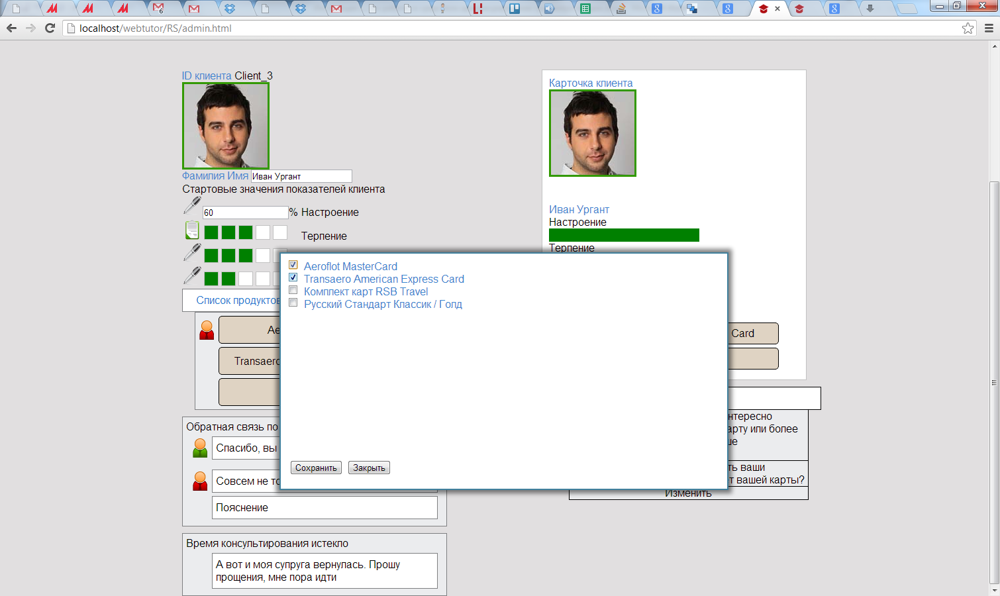 6
localhost/webtutor/RS/admin.html
ID клиента Client_3
Фамилия Имя Иван Ургант
Стартовые значения показателей клиента
60 % Настроение
Терпение
Список продуктов
Ae
Transaero
Обратная связь по
Спасибо, вы
Совсем не то
Пояснение
Время консультирования истекло
А вот и моя супруга вернулась. Прошу
прощения, мне пора идти
Aeroflot MasterCard
Transaero American Express Card
Комплект карт RSB Travel
Русский Стандарт Классик / Голд
Сохранить Закрыть
Карточка клиента
Иван Ургант
Настроение
Терпение
Card
нтересно
арту или более
ше
ть ваши
т вашей карты?
Изменить